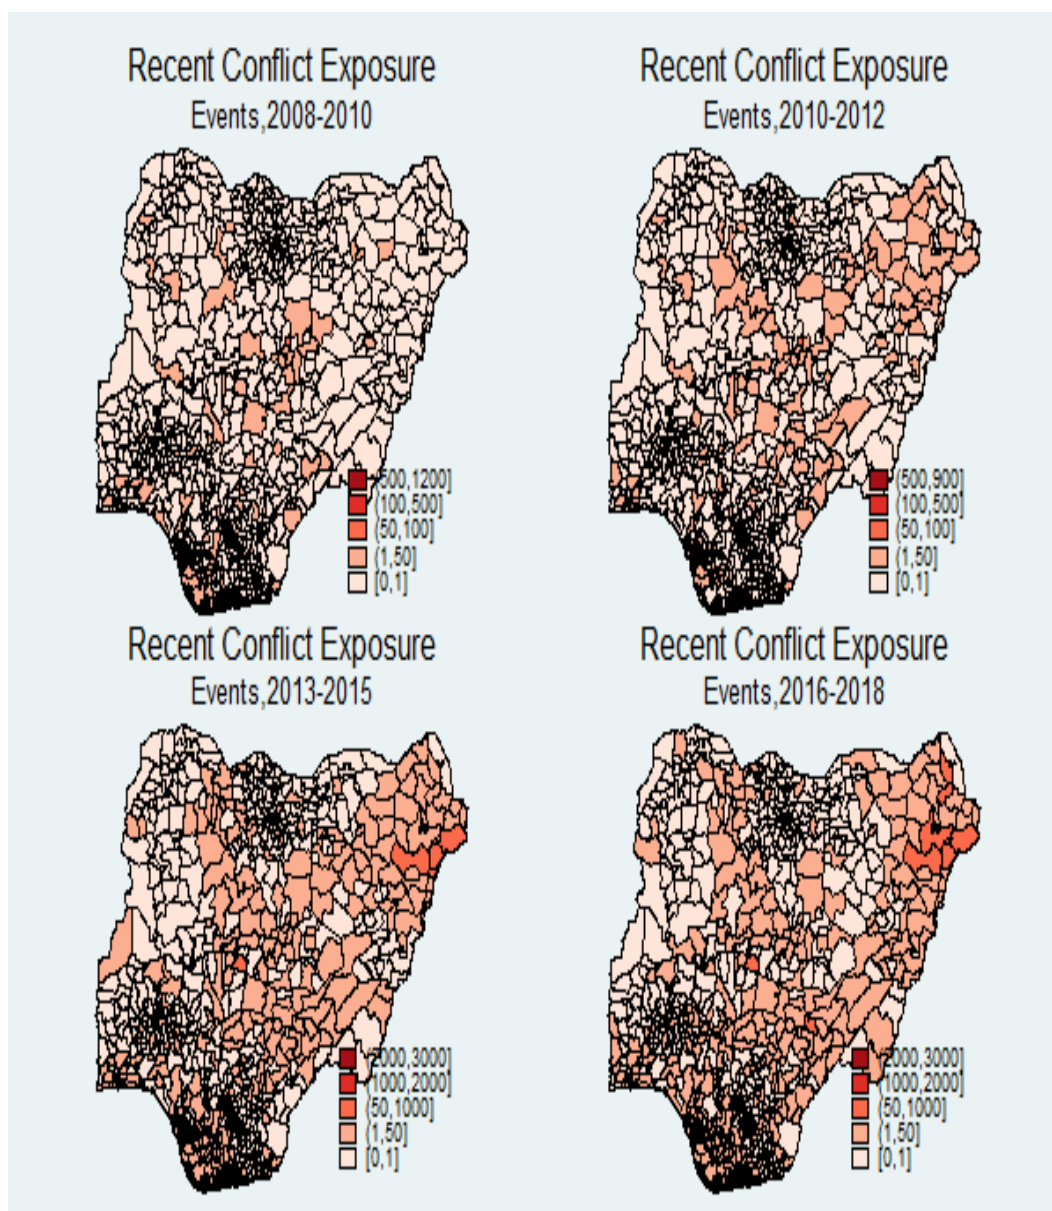 Recent Conflict Exposure
Events,2008-2010
(500,1200]
(100,500]
(50,100]
(1,50]
[0,1]
Recent Conflict Exposure
Events,2010-2012
(500,900]
(100,500]
(50,100]
(1,50]
[0,1]
Recent Conflict Exposure
Events,2013-2015
(2000,3000]
(1000,2000]
(50,1000]
(1,50]
[0,1]
Recent Conflict Exposure
Events,2016-2018
(2000,3000]
(1000,2000]
(50,1000]
(1,50]
[0,1]